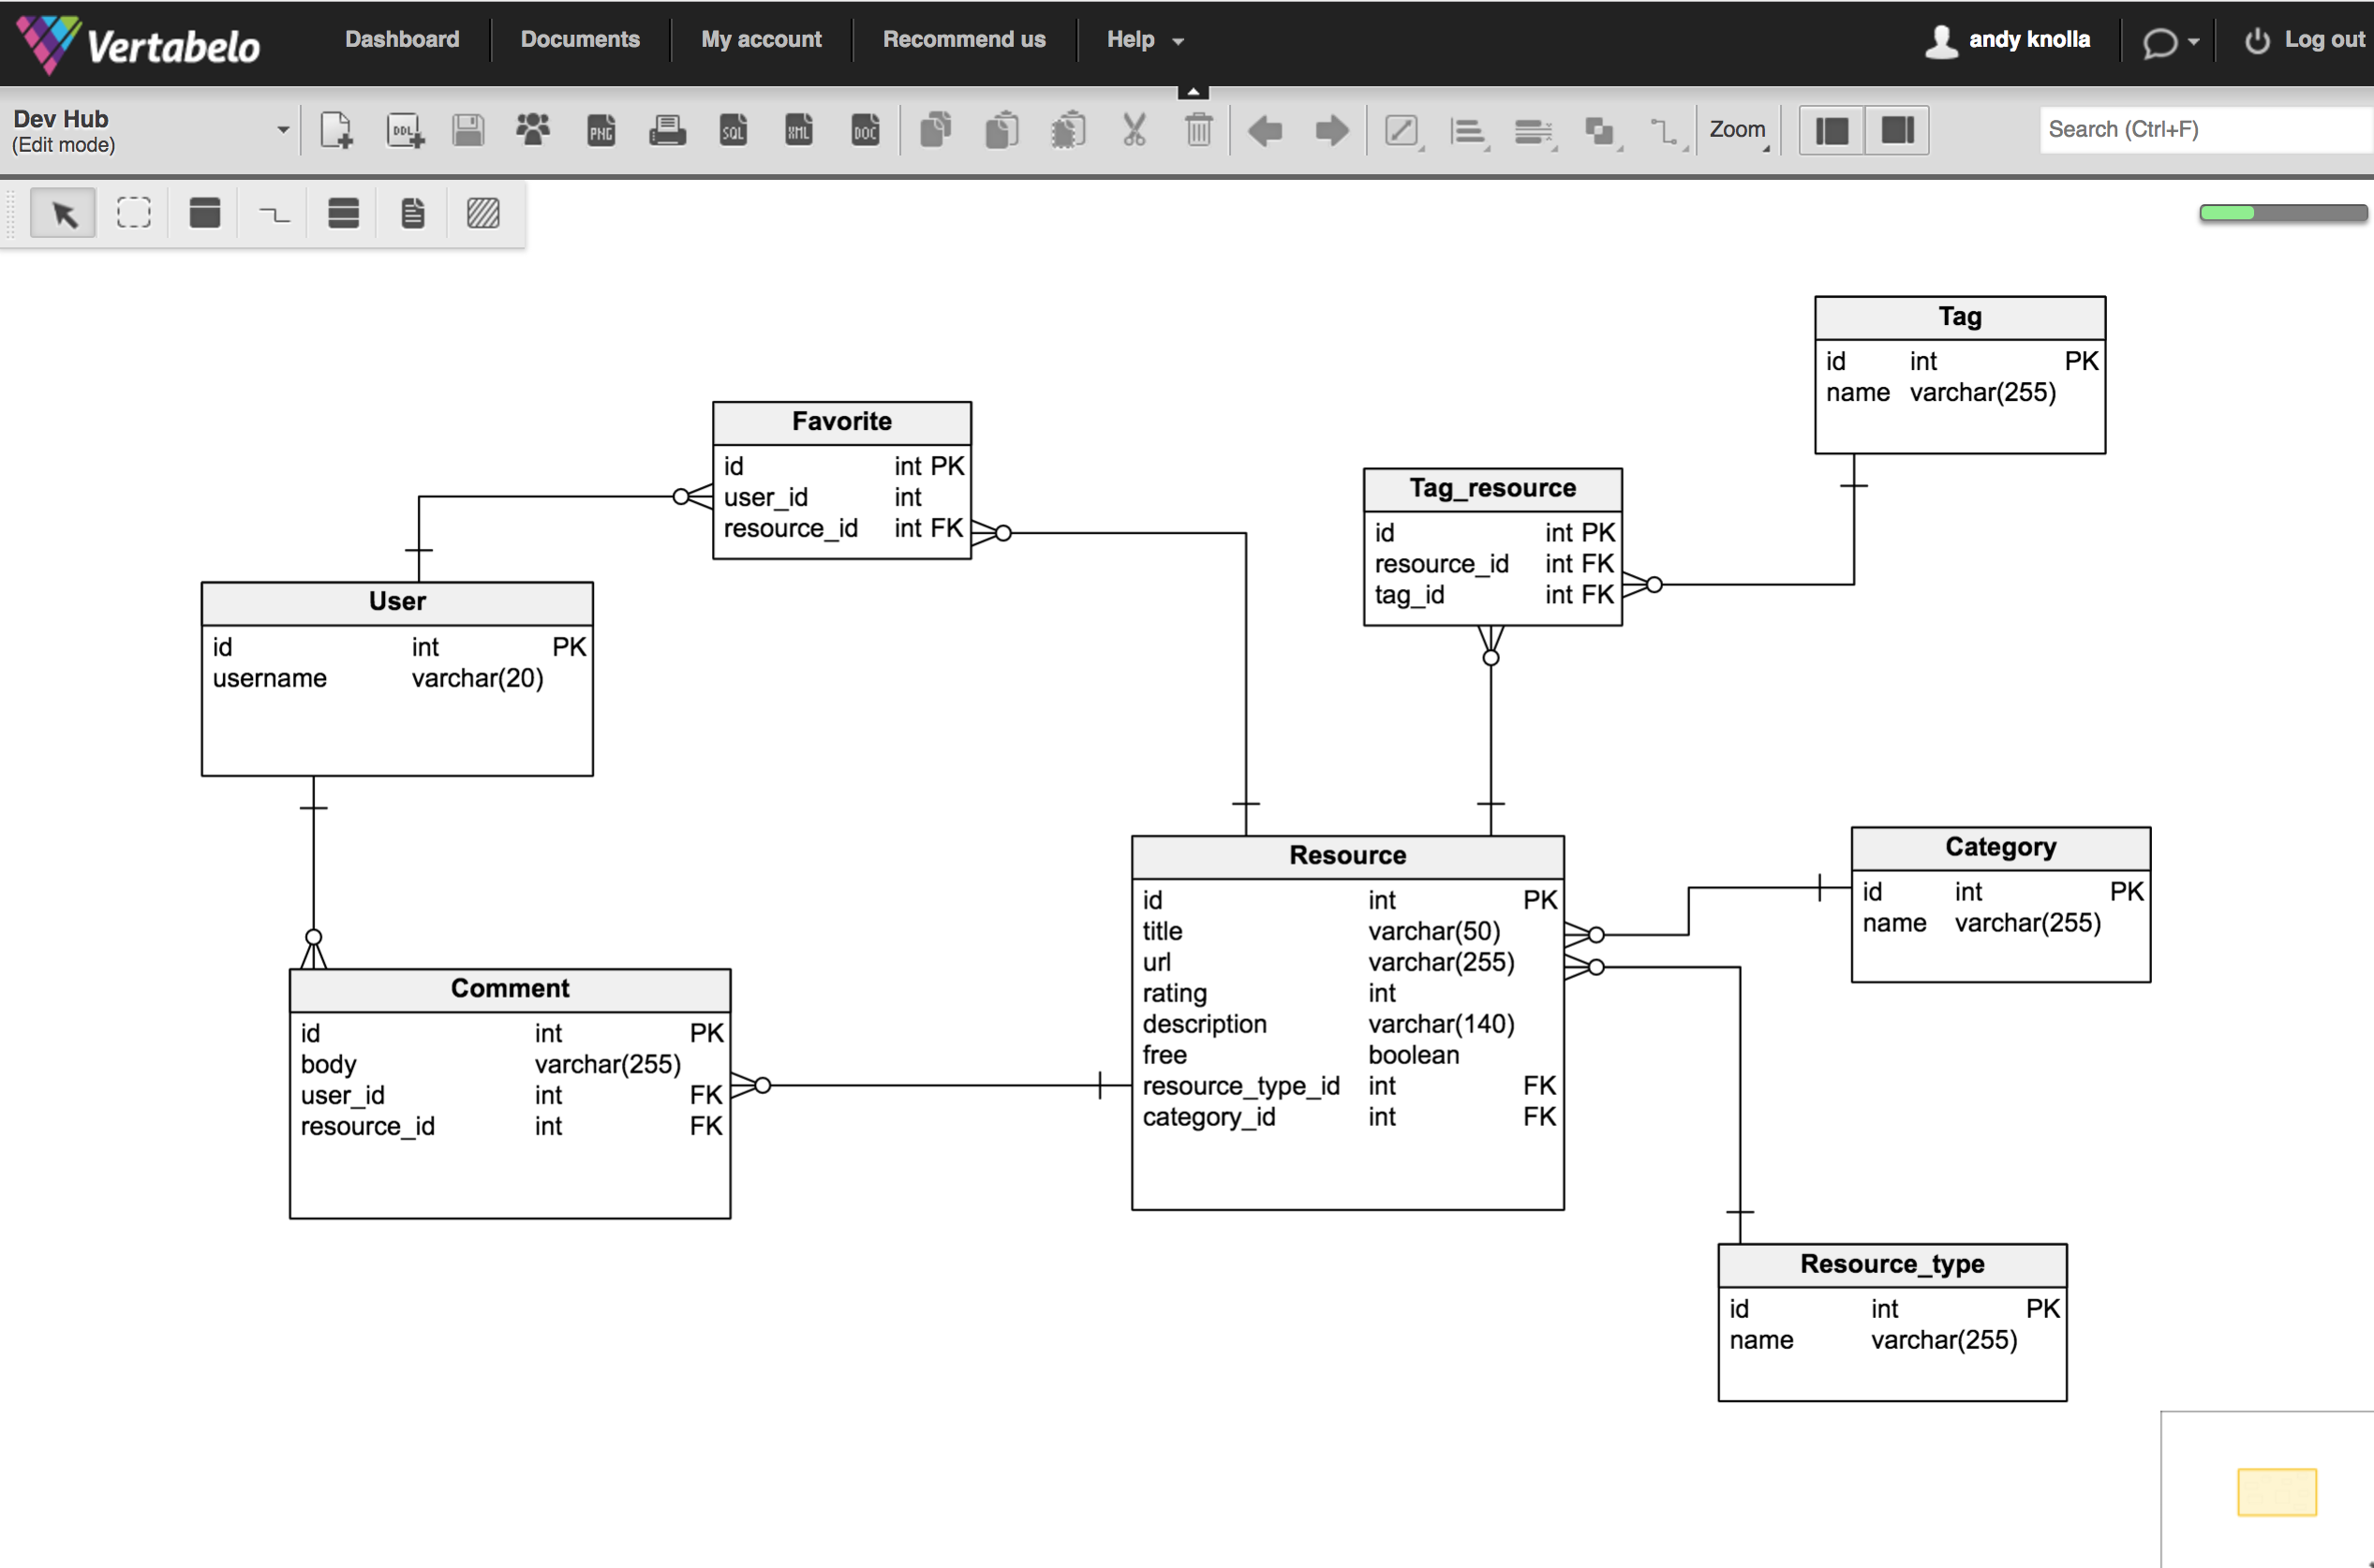 Vertabelo Dashboard Documents My account Recommend us Help andy knolla Log out
Dev Hub
(Edit mode)
DDL PNG SQL XML DOC Zoom Search (Ctrl+F)
Tag
id int PK
name varchar(255)
Favorite
id int PK
user_id int
resource_id int FK
Tag_resource
id int PK
resource_id int FK
tag_id int FK
User
id int PK
username varchar(20)
Resource
id int PK
title varchar(50)
url varchar(255)
rating int
description varchar(140)
free boolean
resource_type_id int FK
category_id int FK
Category
id int PK
name varchar(255)
Comment
id int PK
body varchar(255)
user_id int FK
resource_id int FK
Resource_type
id int PK
name varchar(255)